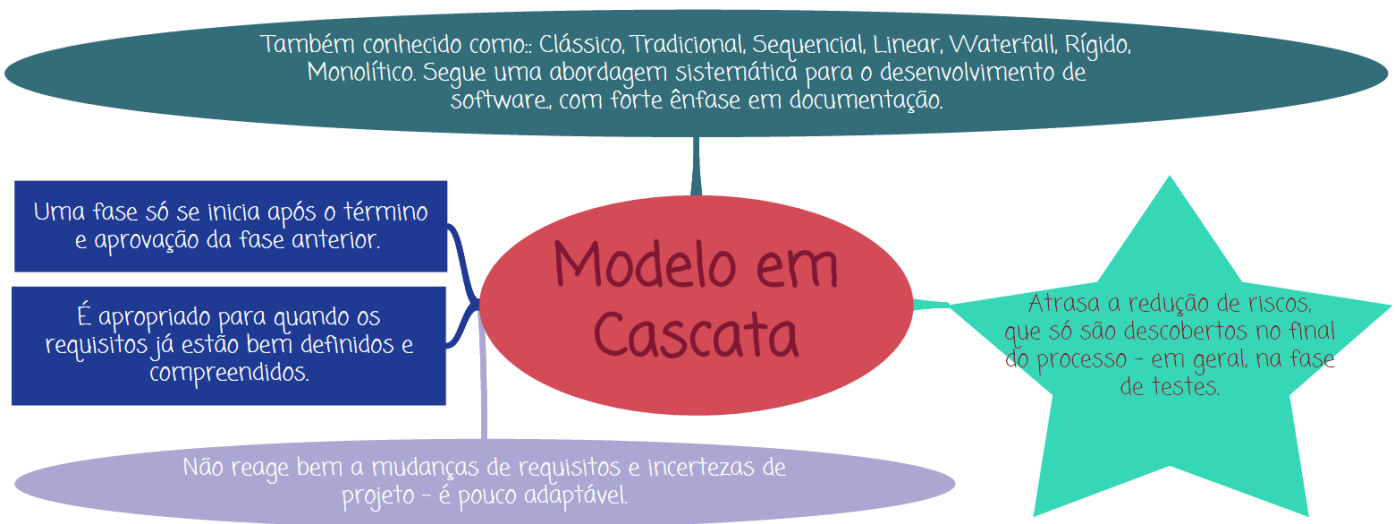 Também conhecido como:: Clássico, Tradicional, Sequencial, Linear, Waterfall, Rígido,
Monolítico. Segue uma abordagem sistemática para o desenvolvimento de
software., com forte ênfase em documentação.
Uma fase só se inicia após o término
e aprovação da fase anterior.
É apropriado para quando os
requisitos já estão bem definidos e
compreendidos.
Modelo em
Cascata
Atrasa a redução de riscos,
que só são descobertos no final
do processo - em geral, na fase
de testes.
Não reage bem a mudanças de requisitos e incertezas de
projeto - é pouco adaptável.